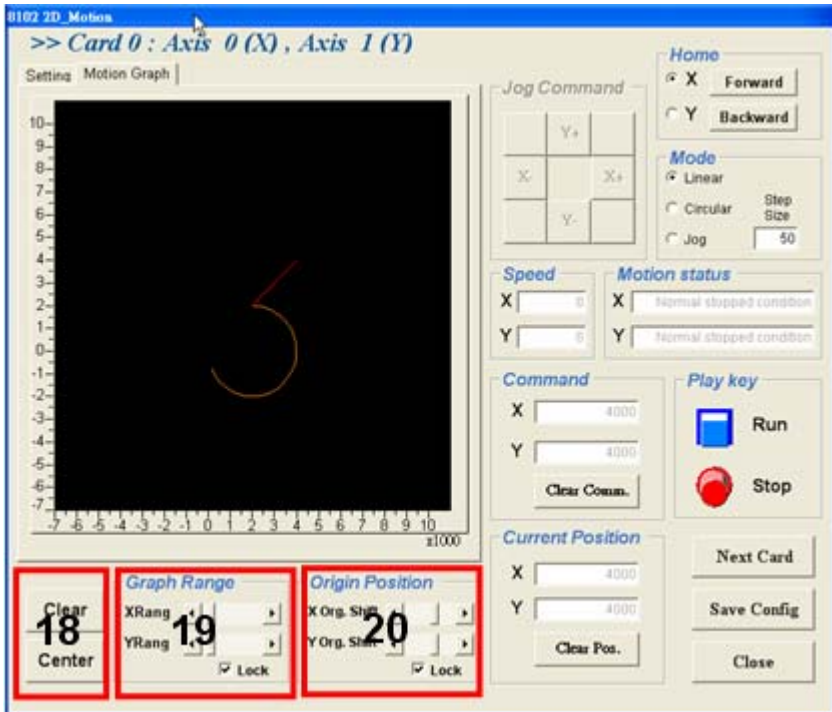 8102 2D_Motion
>> Card 0 : Axis 0 (X) , Axis 1 (Y)
Setting Motion Graph
10
9
8
7
6
5
4
3
2
1
0
-1
-2
-3
-4
-5
-6
-7
-7 -6 -5 -4 -3 -2 -1 0 1 2 3 4 5 6 7 8 9 10
x1000
Jog Command
Y+
X- X+
Y-
Home
X Forward
Y Backward
Mode
Linear
Circular
Jog
Step
Size
50
Speed
X 0
Y 6
Motion status
X Normal stopped condition
Y Normal stopped condition
Command
X 4000
Y 4000
Clear Comm.
Play key
Run
Stop
Current Position
X 4000
Y 4000
Clear Pos.
Next Card
Save Config
Close
Clear
18
Center
Graph Range
XRang
19
YRang
Lock
Origin Position
X Org. Shift
20
Y Org. Shift
Lock